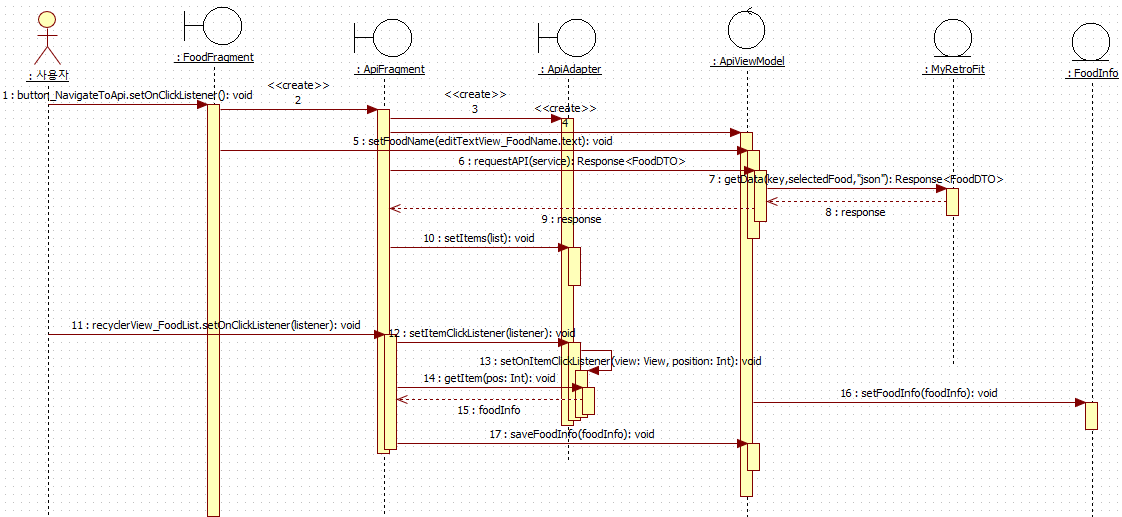 : 사용자
: FoodFragment
: ApiFragment
: ApiAdapter
: ApiViewModel
: MyRetroFit
: FoodInfo
1 : button_NavigateToApi.setOnClickListener(): void
<<create>>
2
<<create>>
3
<<create>>
4
5 : setFoodName(editTextView_FoodName.text): void
6 : requestAPI(service): Response<FoodDTO>
7 : getData(key,selectedFood,"json"): Response<FoodDTO>
8 : response
9 : response
10 : setItems(list): void
11 : recyclerView_FoodList.setOnClickListener(listener): void
12 : setItemClickListener(listener): void
13 : setOnItemClickListener(view: View, position: Int): void
14 : getItem(pos: Int): void
15 : foodInfo
16 : setFoodInfo(foodInfo): void
17 : saveFoodInfo(foodInfo): void